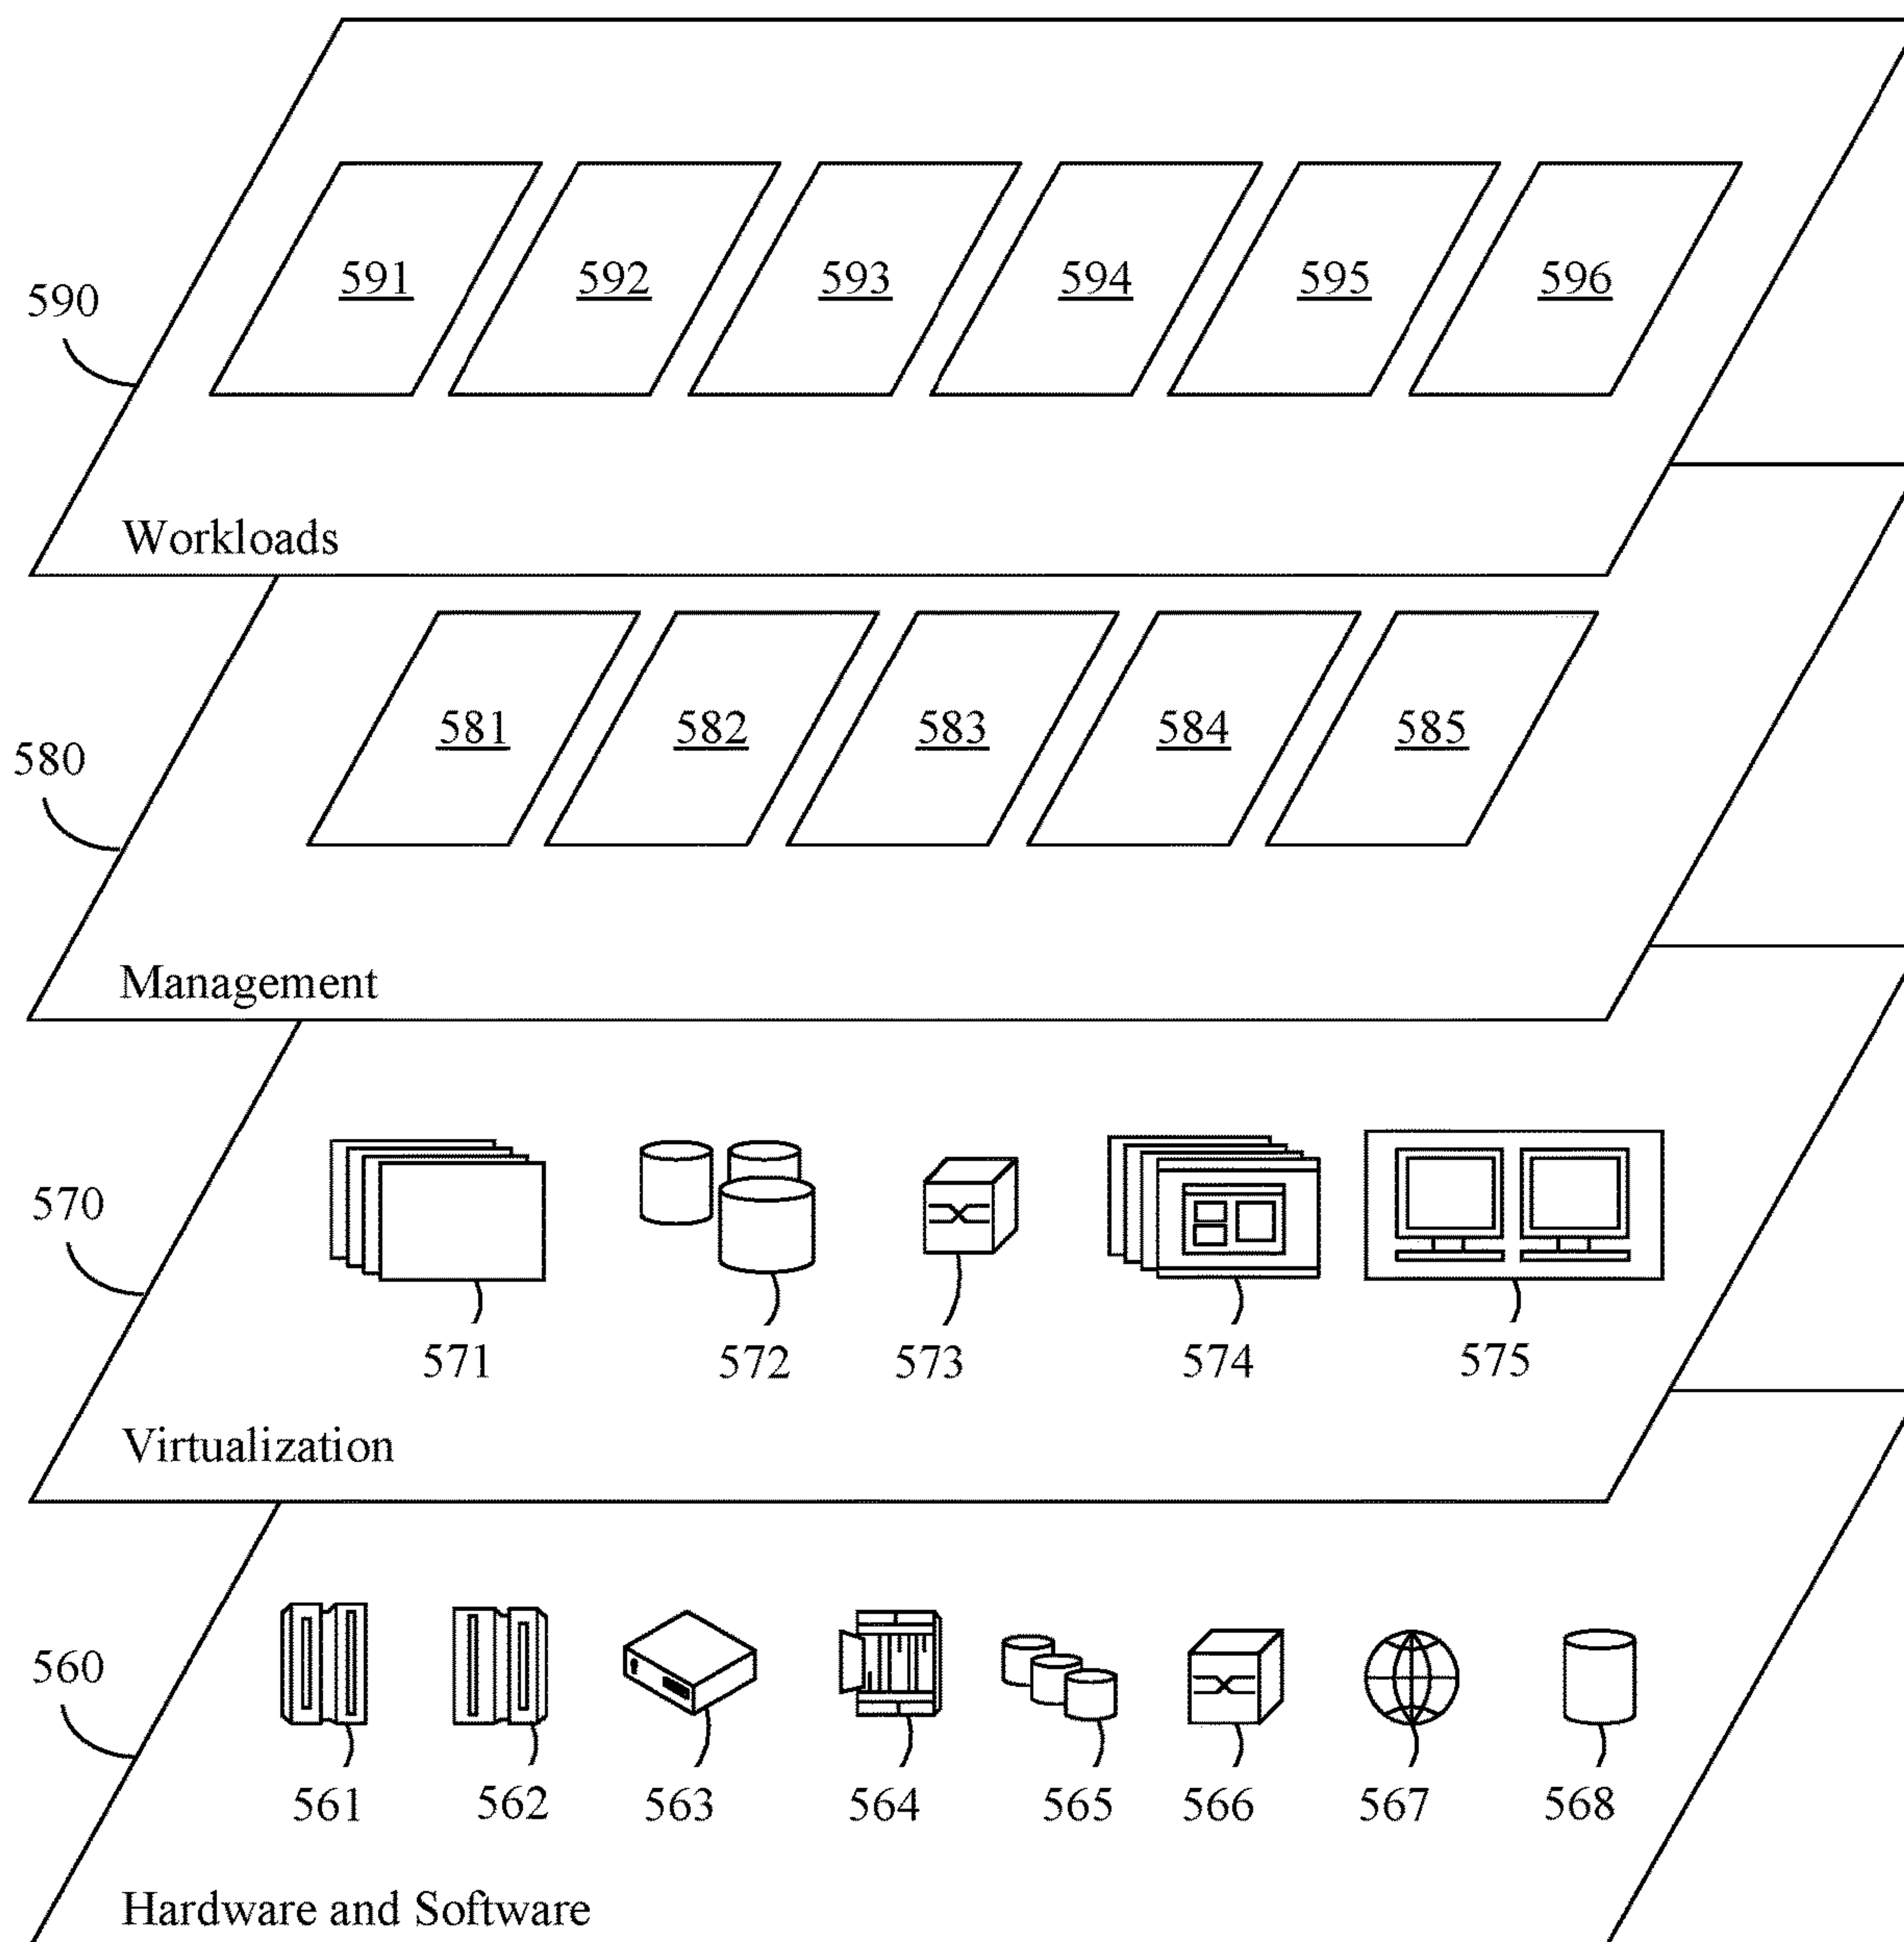 591 592 593 594 595 596
590
Workloads
581 582 583 584 585
580
Management
570
571 572 573 574 575
Virtualization
560
561 562 563 564 565 566 567 568
Hardware and Software